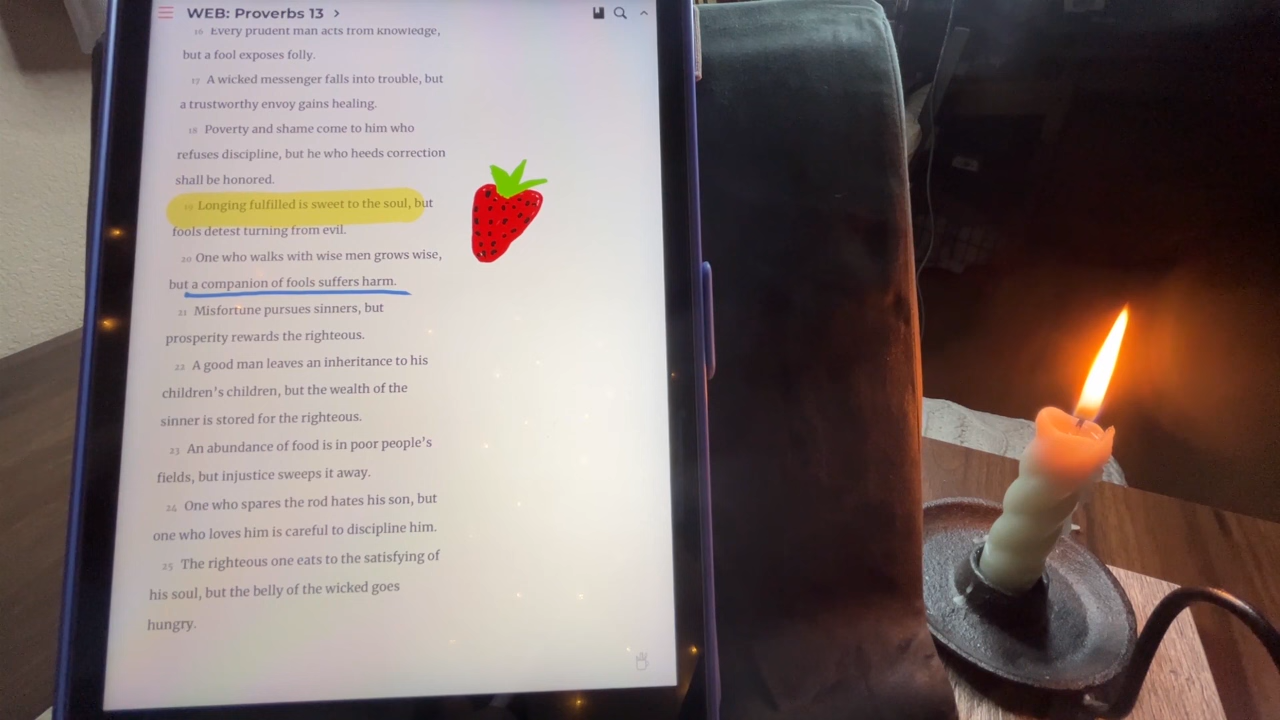 WEB: Proverbs 13 >
16 Every prudent man acts from knowledge,
but a fool exposes folly.
17 A wicked messenger falls into trouble, but
a trustworthy envoy gains healing.
18 Poverty and shame come to him who
refuses discipline, but he who heeds correction
shall be honored.
19 Longing fulfilled is sweet to the soul, but
fools detest turning from evil.
20 One who walks with wise men grows wise,
but a companion of fools suffers harm.
21 Misfortune pursues sinners, but
prosperity rewards the righteous.
22 A good man leaves an inheritance to his
children’s children, but the wealth of the
sinner is stored for the righteous.
23 An abundance of food is in poor people’s
fields, but injustice sweeps it away.
24 One who spares the rod hates his son, but
one who loves him is careful to discipline him.
25 The righteous one eats to the satisfying of
his soul, but the belly of the wicked goes
hungry.